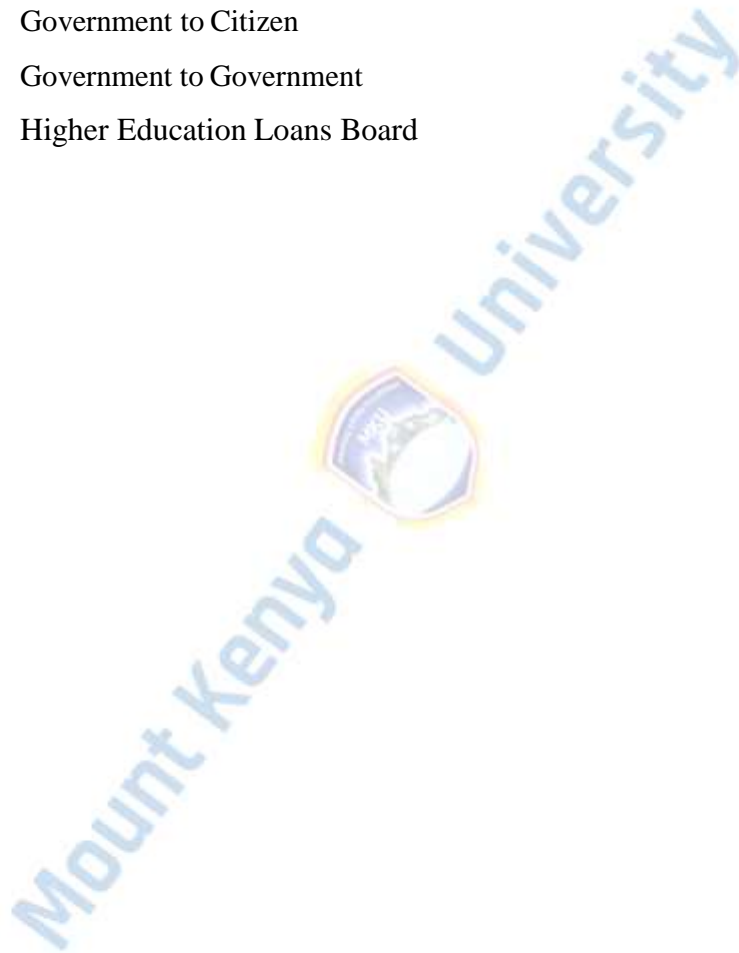 Government to Citizen
Government to Government
Higher Education Loans Board
Mount Kenya University